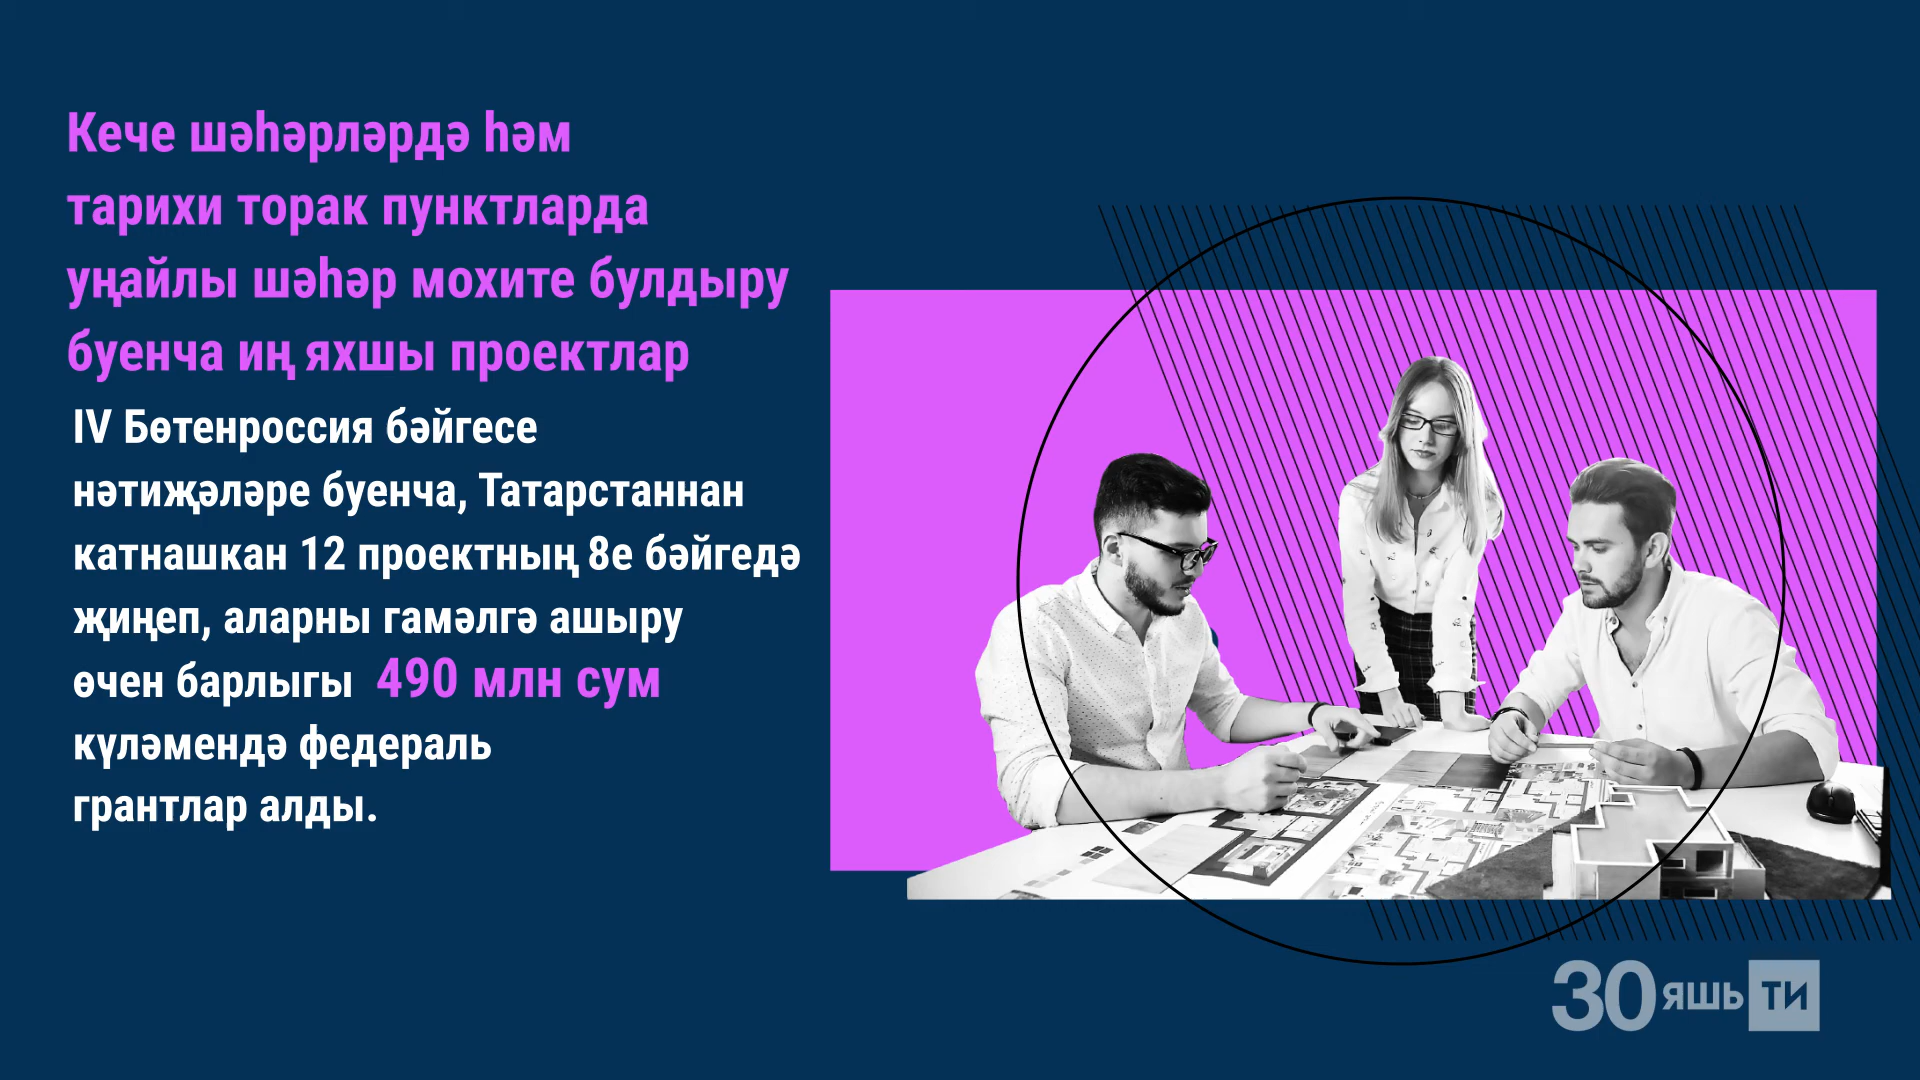 Кече шәһәрләрдә һәм
тарихи торак пунктларда
уңайлы шәһәр мохите булдыру
буенча иң яхшы проектлар
IV Бөтенроссия бәйгесе
нәтиҗәләре буенча, Татарстаннан
катнашкан 12 проектның 8е бәйгедә
җиңеп, аларны гамәлгә ашыру
өчен барлыгы 490 млн сум
күләмендә федераль
грантлар алды.
30 яшь ТИ